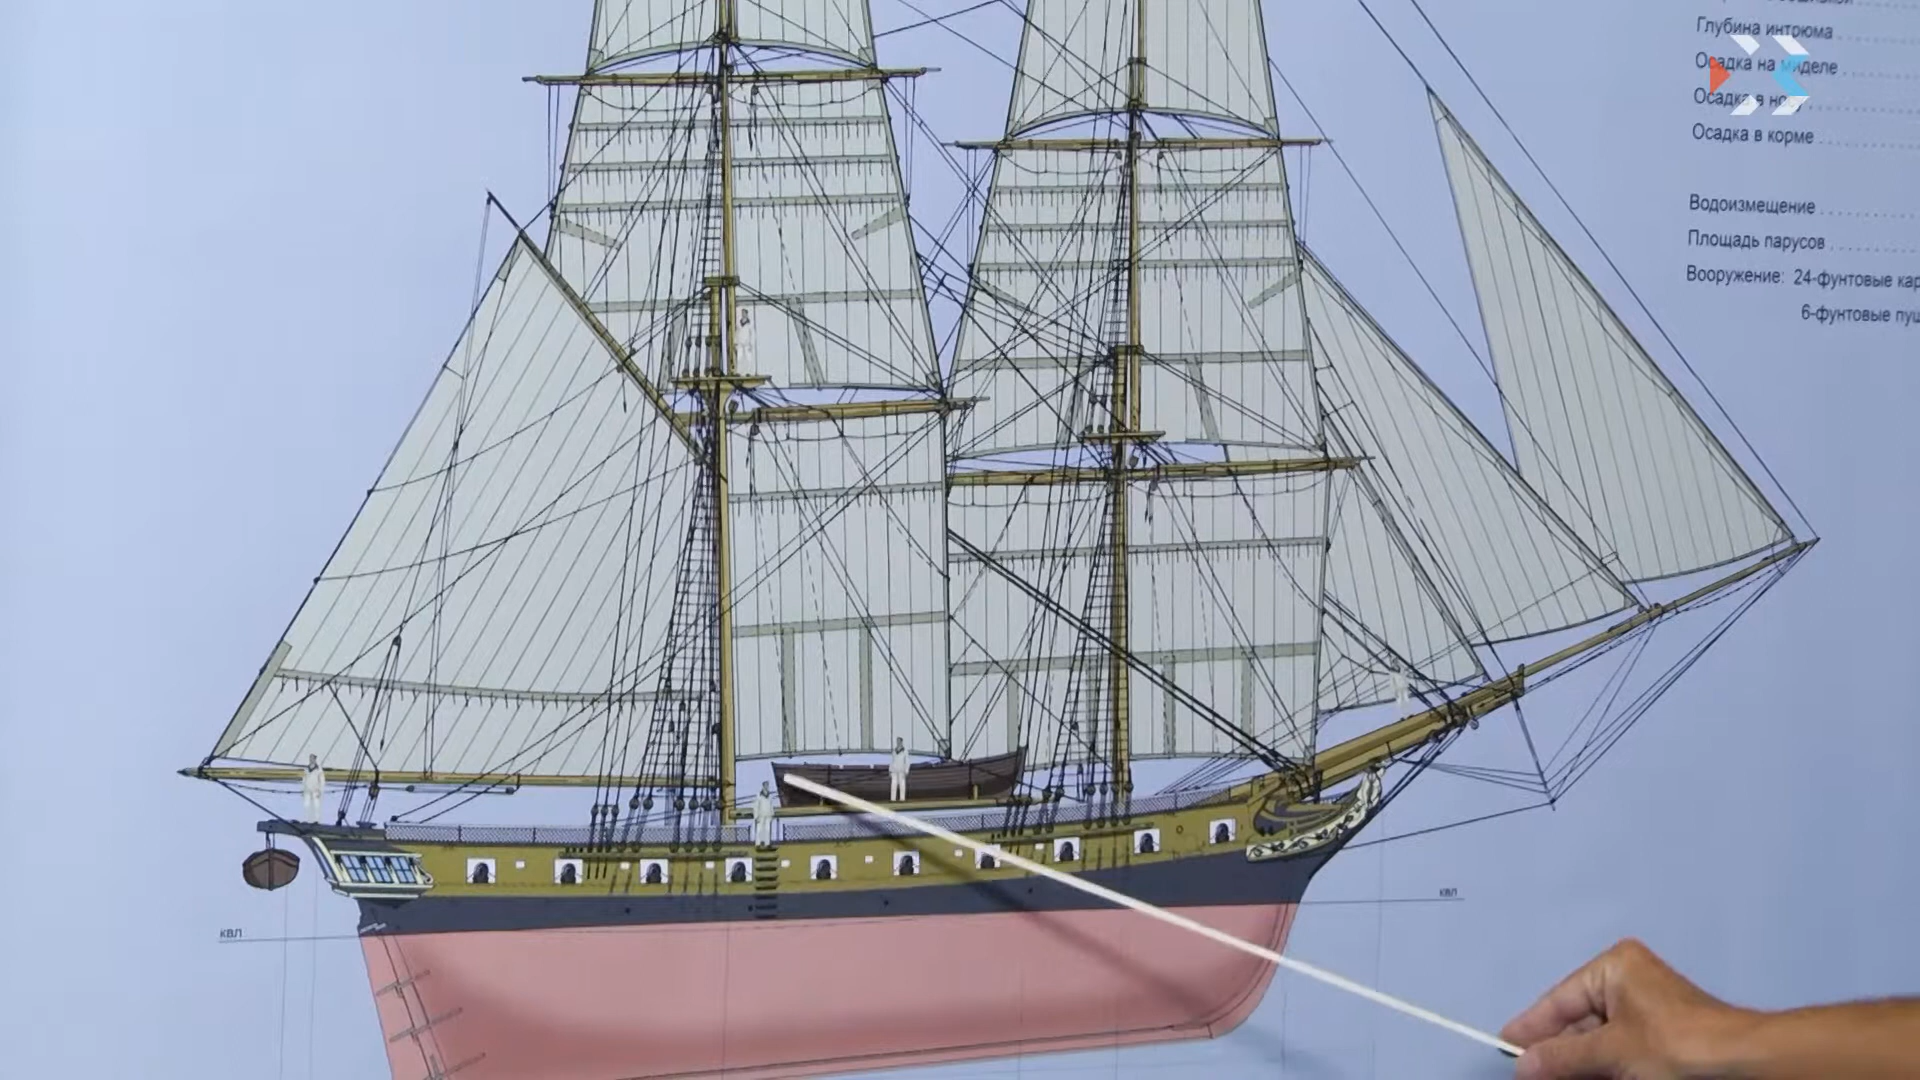 Глубина интрюма
Осадка на миделе
Осадка в носу
Осадка в корме
Водоизмещение
Площадь парусов
Вооружение: 24-фунтовые кар
6-фунтовые пуш
квл
квл